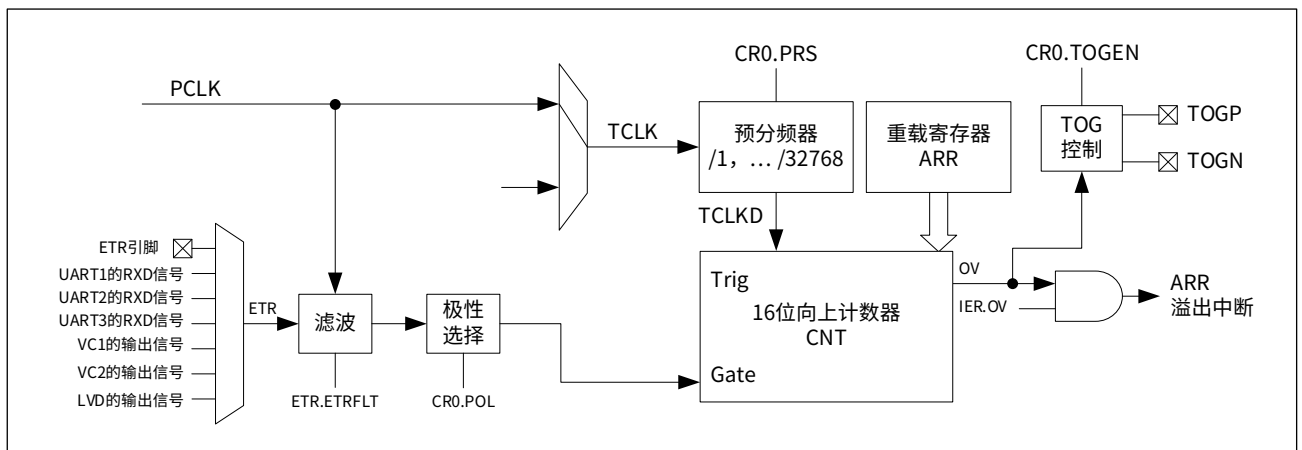 CR0.PRS
CR0.TOGEN
PCLK
TCLK
预分频器
/1，… /32768
重载寄存器
ARR
TOG
控制
TOGP
TOGN
TCLKD
ETR引脚
UART1的RXD信号
UART2的RXD信号
UART3的RXD信号
VC1的输出信号
VC2的输出信号
LVD的输出信号
ETR
滤波
极性
选择
ETR.ETRFLT
CR0.POL
Trig
16位向上计数器
CNT
Gate
OV
IER.OV
ARR
溢出中断